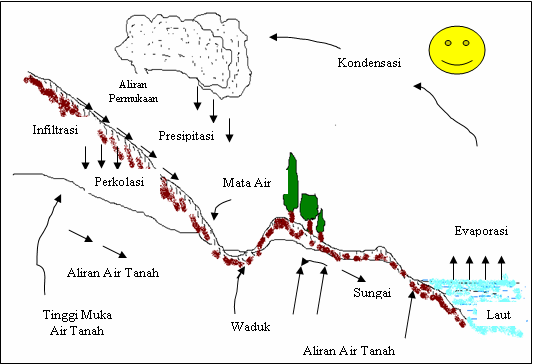 Kondensasi
Aliran
Permukaan
Infiltrasi
Presipitasi
Perkolasi
Mata Air
Evaporasi
Aliran Air Tanah
Sungai
Tinggi Muka
Air Tanah
Waduk
Laut
Aliran Air Tanah